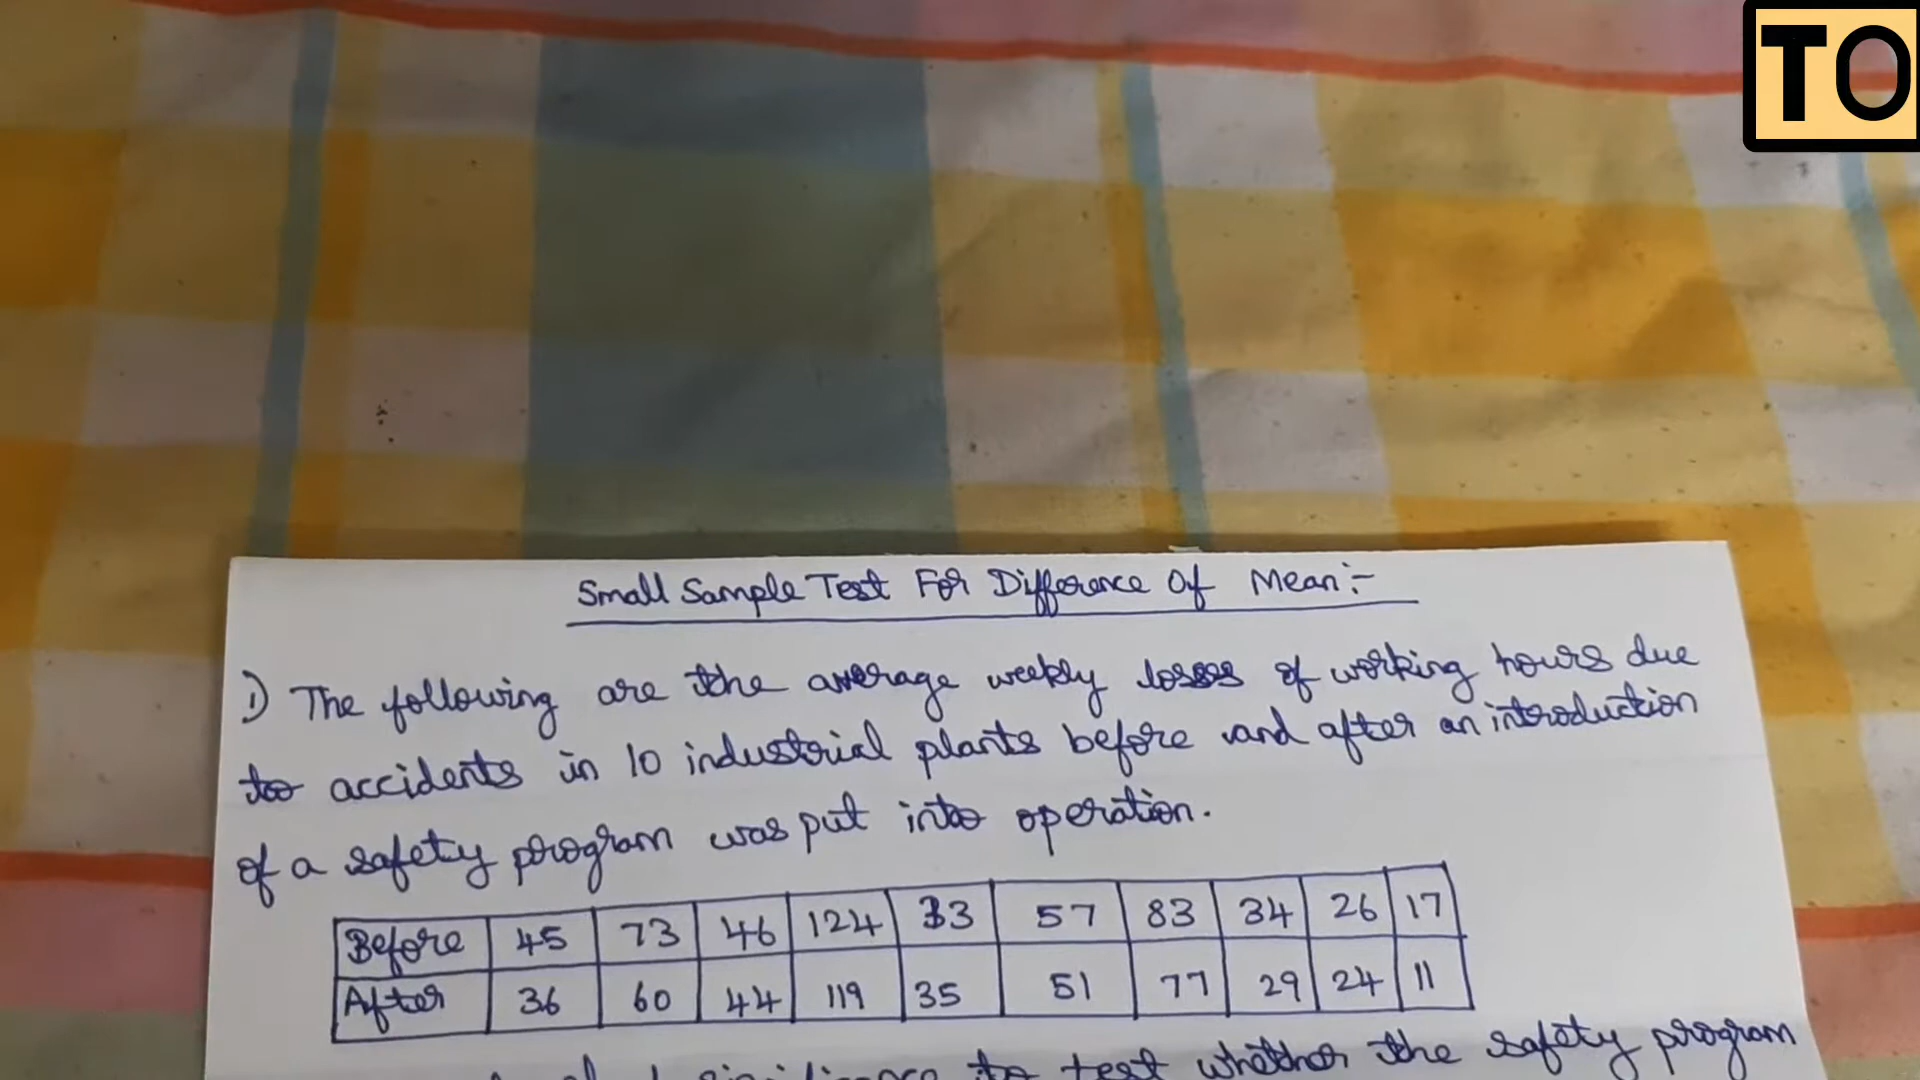 TO
Small Sample Test For Difference Of Mean:-
1) The following are the average weekly losses of working hours due
to accidents in 10 industrial plants before and after an introduction
of a safety program was put into operation.
Before 45 73 46 124 33 57 83 34 26 17
After 36 60 44 119 35 51 77 29 24 11
to test whether the safety program